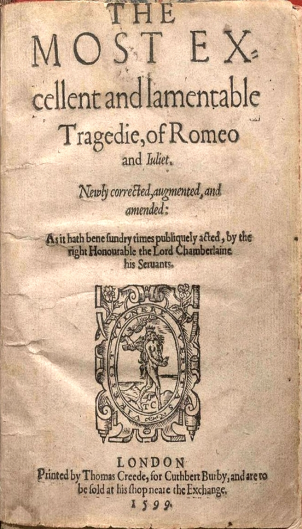 THE
MOST EX=
cellent and lamentable
Tragedie, of Romeo
and Iuliet.
Newly corrected, augmented, and
amended:
As it hath bene sundry times publiquely acted, by the
right Honourable the Lord Chamberlaine
his Seruants.
LONDON
Printed by Thomas Creede, for Cuthbert Burby, and are to
be sold at his shop neare the Exchange.
1599.